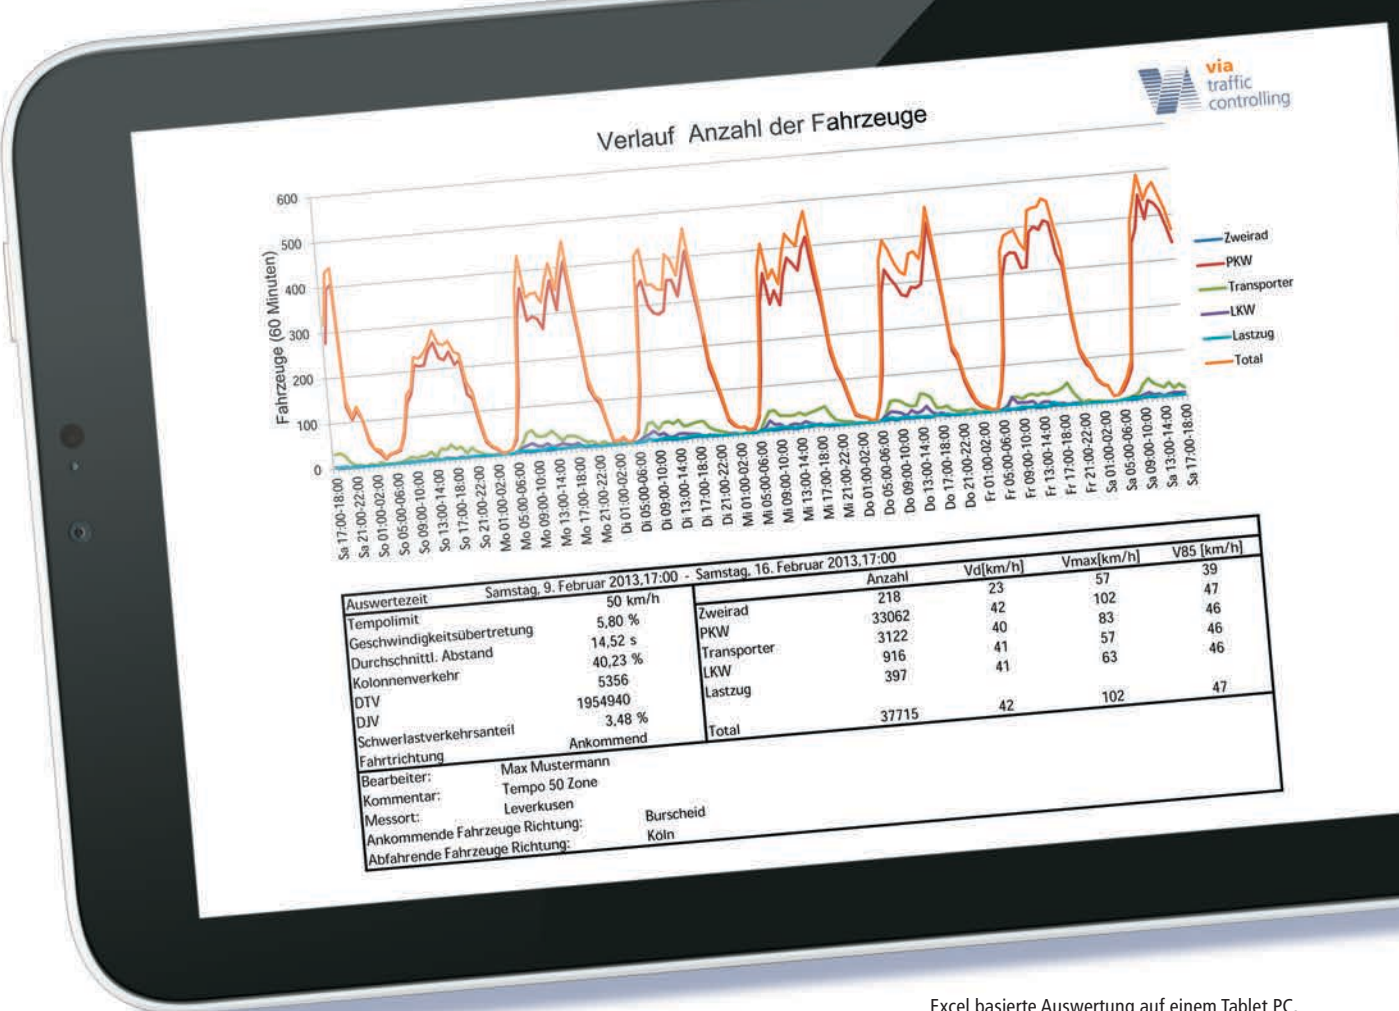 via
traffic
controlling
Verlauf Anzahl der Fahrzeuge
Fahrzeuge (60 Minuten)
600
500
400
300
200
100
0
Zweirad
PKW
Transporter
LKW
Lastzug
Total
Sa 17:00-18:00
Sa 21:00-22:00
So 01:00-02:00
So 05:00-06:00
So 09:00-10:00
So 13:00-14:00
So 17:00-18:00
So 21:00-22:00
Mo 01:00-02:00
Mo 05:00-06:00
Mo 09:00-10:00
Mo 13:00-14:00
Mo 17:00-18:00
Mo 21:00-22:00
Di 01:00-02:00
Di 05:00-06:00
Di 09:00-10:00
Di 13:00-14:00
Di 17:00-18:00
Di 21:00-22:00
Mi 01:00-02:00
Mi 05:00-06:00
Mi 09:00-10:00
Mi 13:00-14:00
Mi 17:00-18:00
Mi 21:00-22:00
Do 01:00-02:00
Do 05:00-06:00
Do 09:00-10:00
Do 13:00-14:00
Do 17:00-18:00
Do 21:00-22:00
Fr 01:00-02:00
Fr 05:00-06:00
Fr 09:00-10:00
Fr 13:00-14:00
Fr 17:00-18:00
Fr 21:00-22:00
Sa 01:00-02:00
Sa 05:00-06:00
Sa 09:00-10:00
Sa 13:00-14:00
Sa 17:00-18:00
Auswertezeit Samstag, 9. Februar 2013,17:00 - Samstag, 16. Februar 2013,17:00
Tempolimit 50 km/h
Geschwindigkeitsübertretung 5,80 %
Durchschnittl. Abstand 14,52 s
Kolonnenverkehr 40,23 %
DTV 5356
DJV 1954940
Schwerlastverkehrsanteil 3,48 %
Fahrtrichtung Ankommend
Anzahl Vd[km/h] Vmax[km/h] V85 [km/h]
Zweirad 218 23 57 39
PKW 33062 42 102 47
Transporter 3122 40 83 46
LKW 916 41 57 46
Lastzug 397 41 63 46
Total 37715 42 102 47
Bearbeiter: Max Mustermann
Kommentar: Tempo 50 Zone
Messort: Leverkusen
Ankommende Fahrzeuge Richtung: Burscheid
Abfahrende Fahrzeuge Richtung: Köln
Excel basierte Auswertung auf einem Tablet PC.